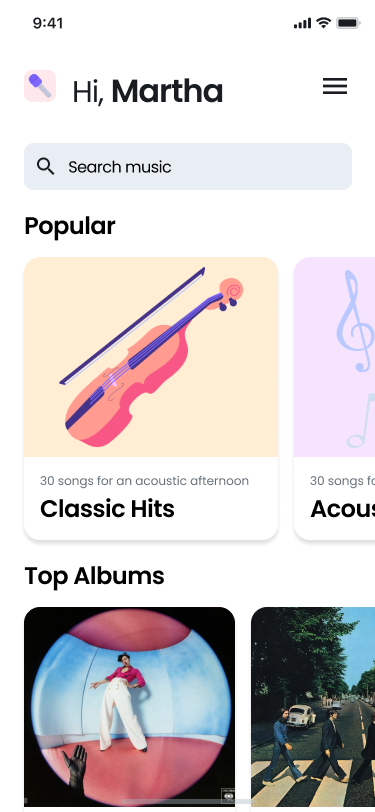 9:41
Hi, Martha
Search music
Popular
30 songs for an acoustic afternoon
30 songs fo
Classic Hits
Acous
Top Albums